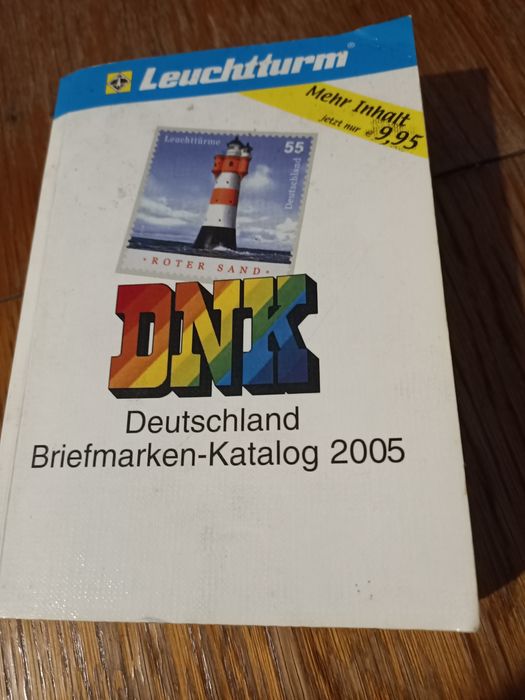 Leuchtturm®
Mehr Inhalt
jetzt nur € 9,95
Leuchttürme 55
Deutschland
· ROTER SAND ·
DNK
Deutschland
Briefmarken-Katalog 2005